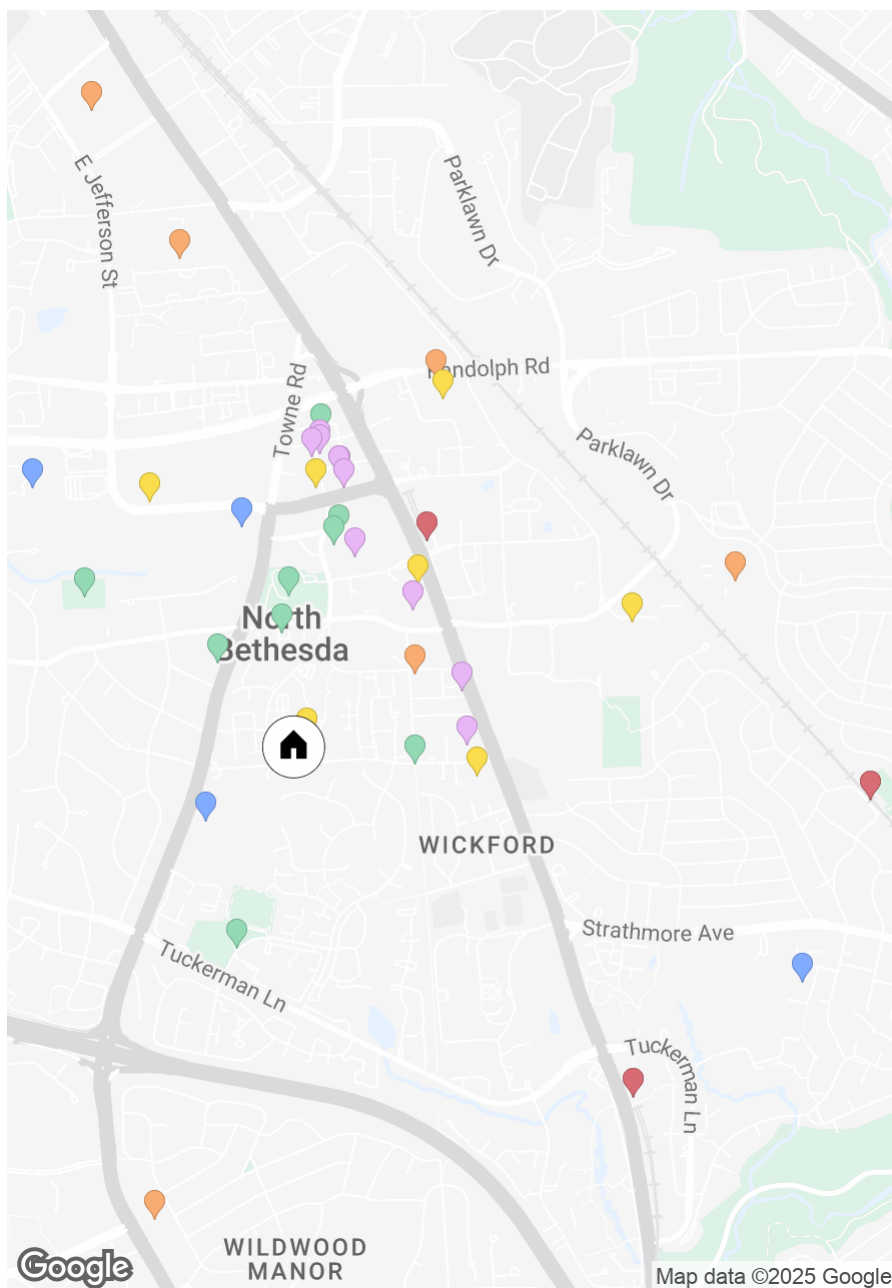 E Jefferson St
Parklawn Dr
Randolph Rd
Towne Rd
Parklawn Dr
North
Bethesda
WICKFORD
Strathmore Ave
Tuckerman Ln
Tuckerman Ln
WILDWOOD
MANOR
Google
Map data ©2025 Google